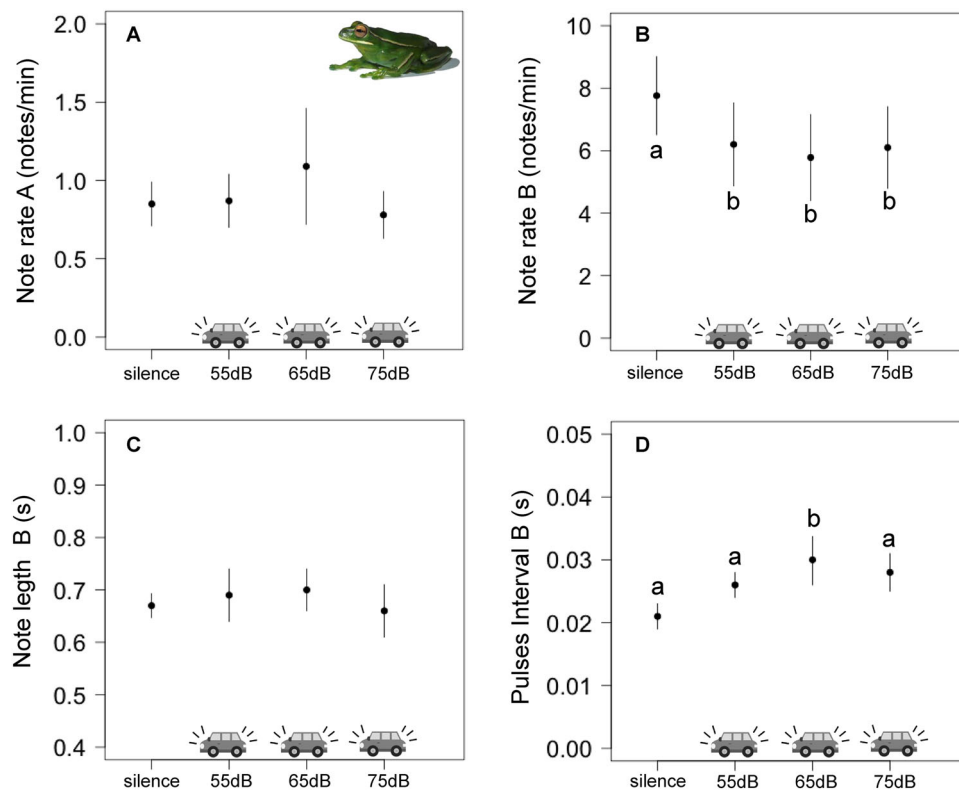 A
Note rate A (notes/min)
2.0
1.5
1.0
0.5
0.0
silence 55dB 65dB 75dB
B
Note rate B (notes/min)
10
8
6
4
2
0
a
b
b
b
silence 55dB 65dB 75dB
C
Note legth B (s)
1.0
0.9
0.8
0.7
0.6
0.5
0.4
silence 55dB 65dB 75dB
D
Pulses Interval B (s)
0.05
0.04
0.03
0.02
0.01
0.00
a
a
b
a
silence 55dB 65dB 75dB